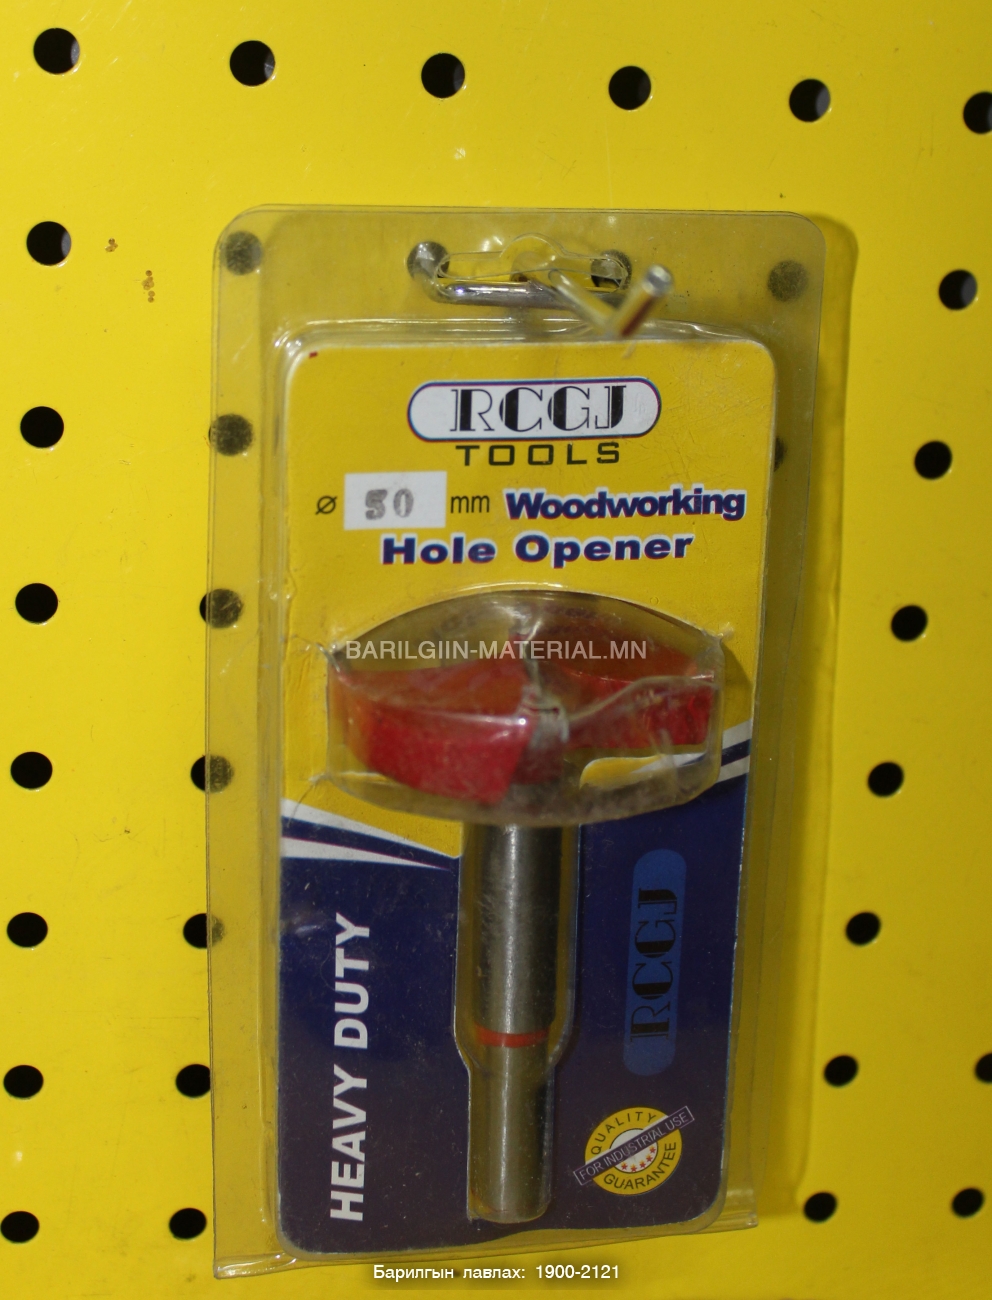 RCGJ
TOOLS
ø 50 mm Woodworking
Hole Opener
BARILGIIN-MATERIAL.MN
HEAVY DUTY
RCGJ
QUALITY
FOR INDUSTRIAL USE
GUARANTEE
Барилгын лавлах: 1900-2121